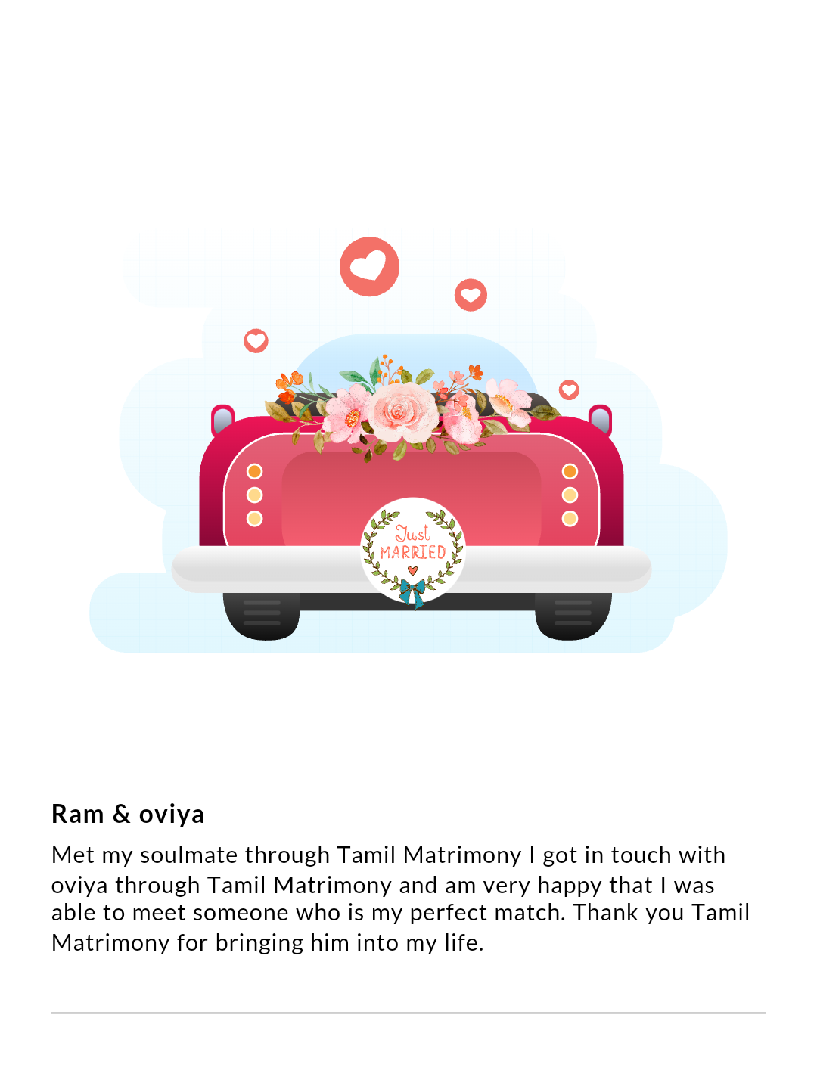 Just
MARRIED
Ram & oviya
Met my soulmate through Tamil Matrimony I got in touch with
oviya through Tamil Matrimony and am very happy that I was
able to meet someone who is my perfect match. Thank you Tamil
Matrimony for bringing him into my life.